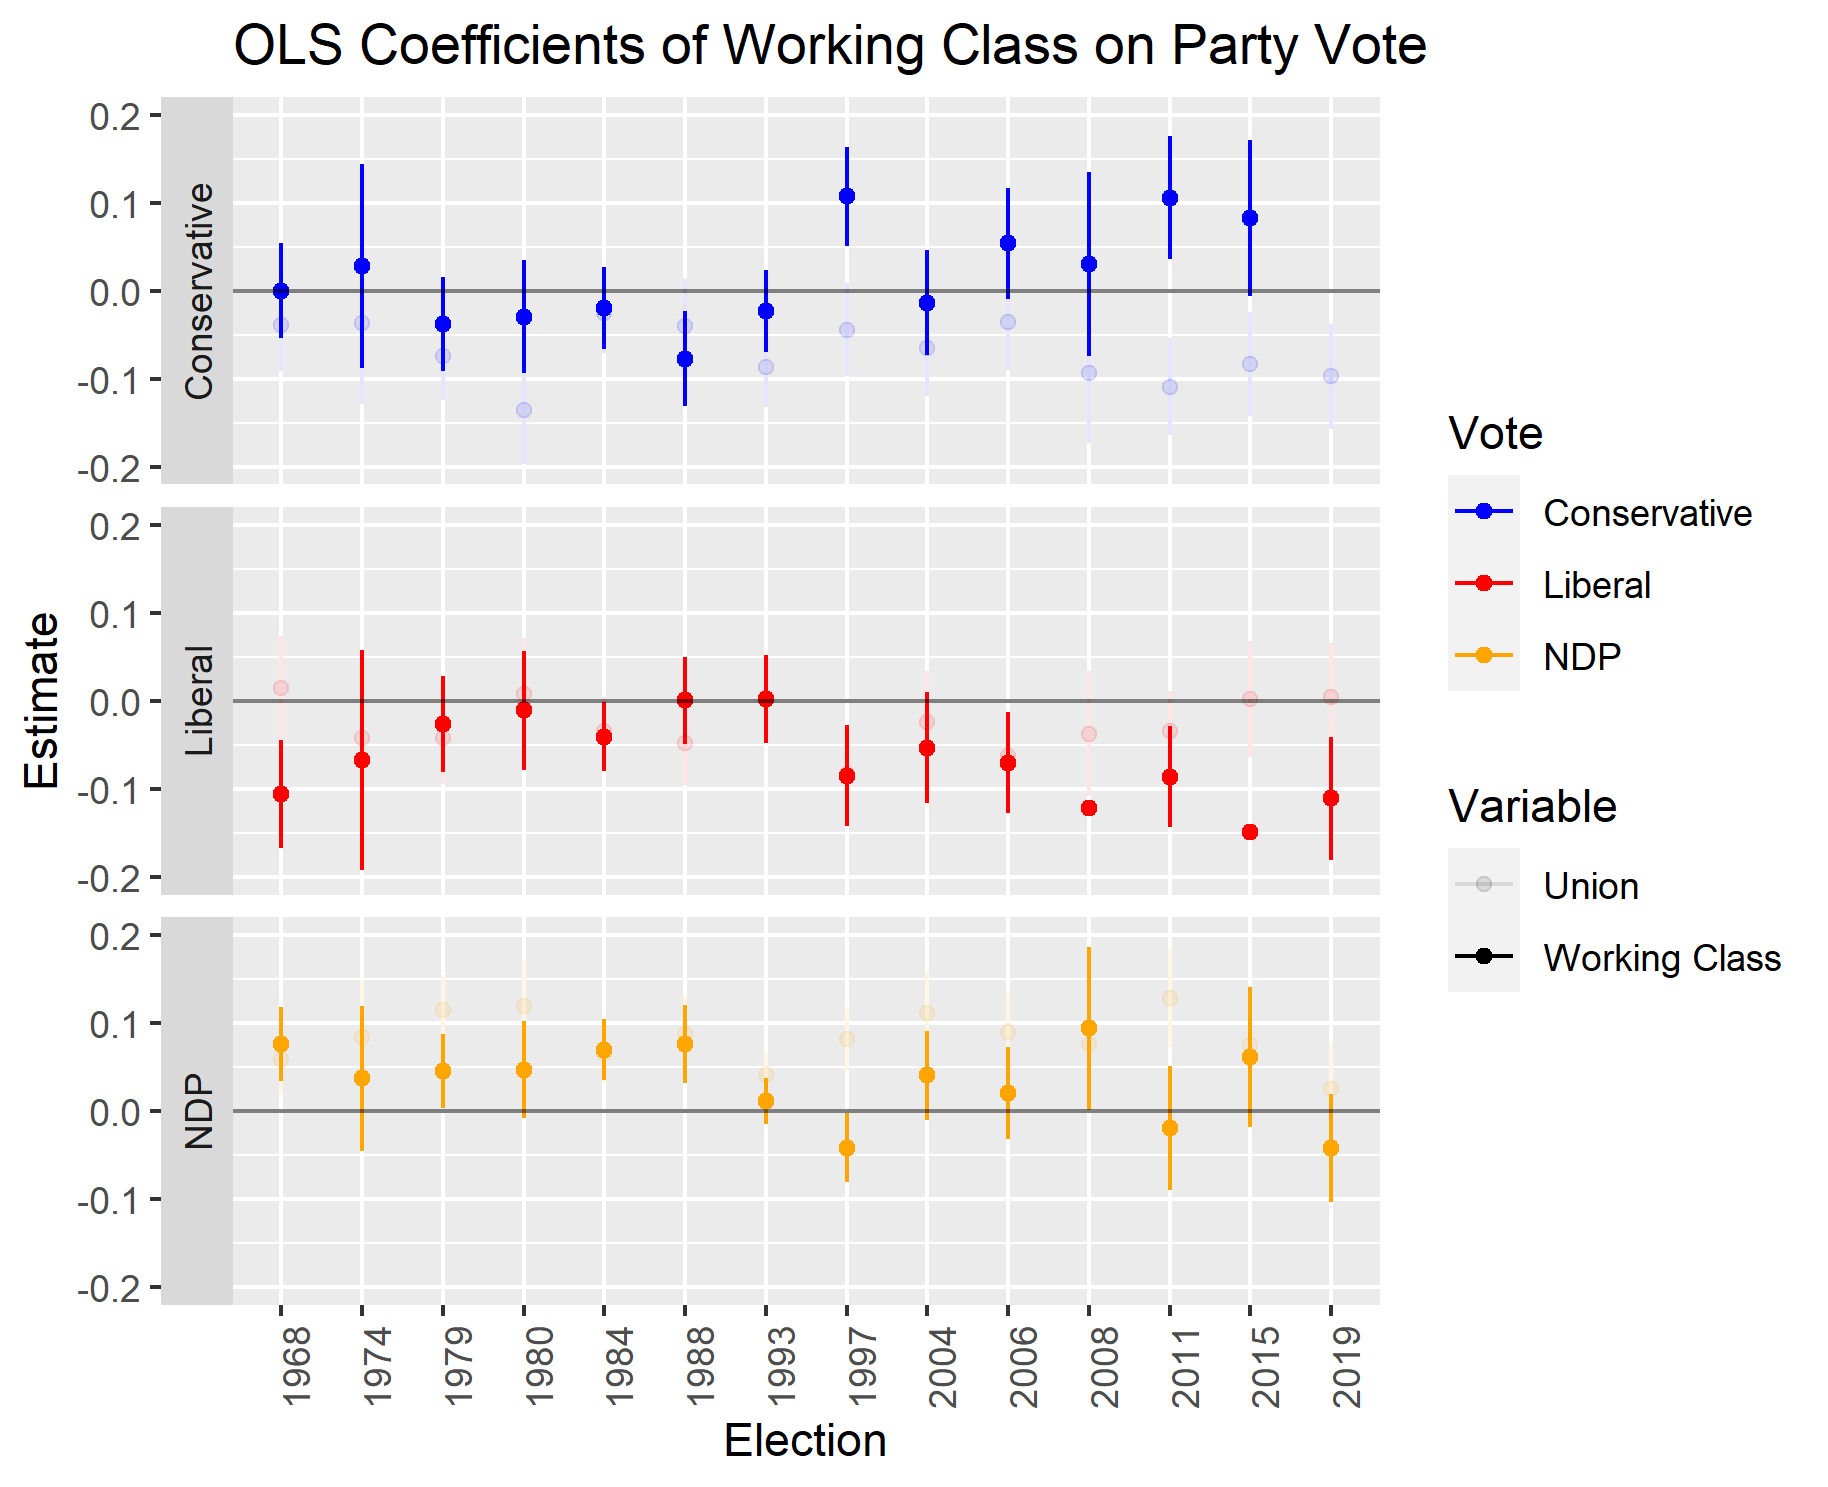 OLS Coefficients of Working Class on Party Vote
0.2
0.1
0.0
-0.1
-0.2
Conservative
0.2
0.1
0.0
-0.1
-0.2
Liberal
0.2
0.1
0.0
-0.1
-0.2
NDP
Estimate
1968
1974
1979
1980
1984
1988
1993
1997
2004
2006
2008
2011
2015
2019
Election
Vote
Conservative
Liberal
NDP
Variable
Union
Working Class